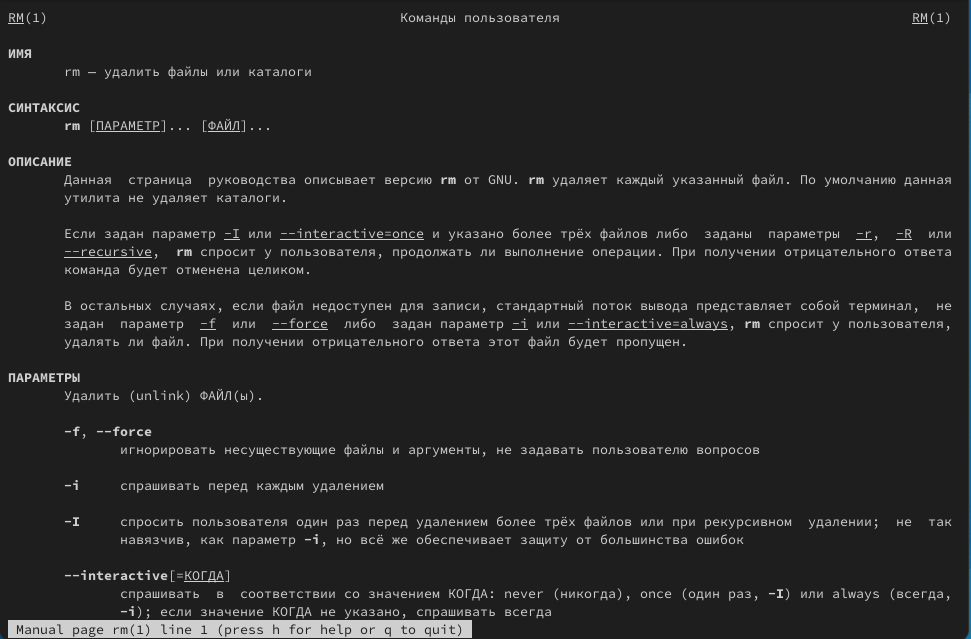 RM(1) Команды пользователя RM(1)
ИМЯ
rm — удалить файлы или каталоги
СИНТАКСИС
rm [ПАРАМЕТР]... [ФАЙЛ]...
ОПИСАНИЕ
Данная страница руководства описывает версию rm от GNU. rm удаляет каждый указанный файл. По умолчанию данная
утилита не удаляет каталоги.
Если задан параметр -I или --interactive=once и указано более трёх файлов либо заданы параметры -r, -R или
--recursive, rm спросит у пользователя, продолжать ли выполнение операции. При получении отрицательного ответа
команда будет отменена целиком.
В остальных случаях, если файл недоступен для записи, стандартный поток вывода представляет собой терминал, не
задан параметр -f или --force либо задан параметр -i или --interactive=always, rm спросит у пользователя,
удалять ли файл. При получении отрицательного ответа этот файл будет пропущен.
ПАРАМЕТРЫ
Удалить (unlink) ФАЙЛ(ы).
-f, --force
игнорировать несуществующие файлы и аргументы, не задавать пользователю вопросов
-i спрашивать перед каждым удалением
-I спросить пользователя один раз перед удалением более трёх файлов или при рекурсивном удалении; не так
навязчив, как параметр -i, но всё же обеспечивает защиту от большинства ошибок
--interactive[=КОГДА]
спрашивать в соответствии со значением КОГДА: never (никогда), once (один раз, -I) или always (всегда,
-i); если значение КОГДА не указано, спрашивать всегда
Manual page rm(1) line 1 (press h for help or q to quit)